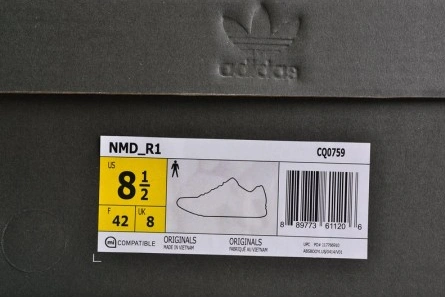 adidas
NMD_R1 CQ0759
US
8 1/2
F UK
42 8
mi COMPATIBLE
ORIGINALS ORIGINALS
MADE IN VIETNAM FABRIQUÉ AU VIETNAM
8 89773 61120 6